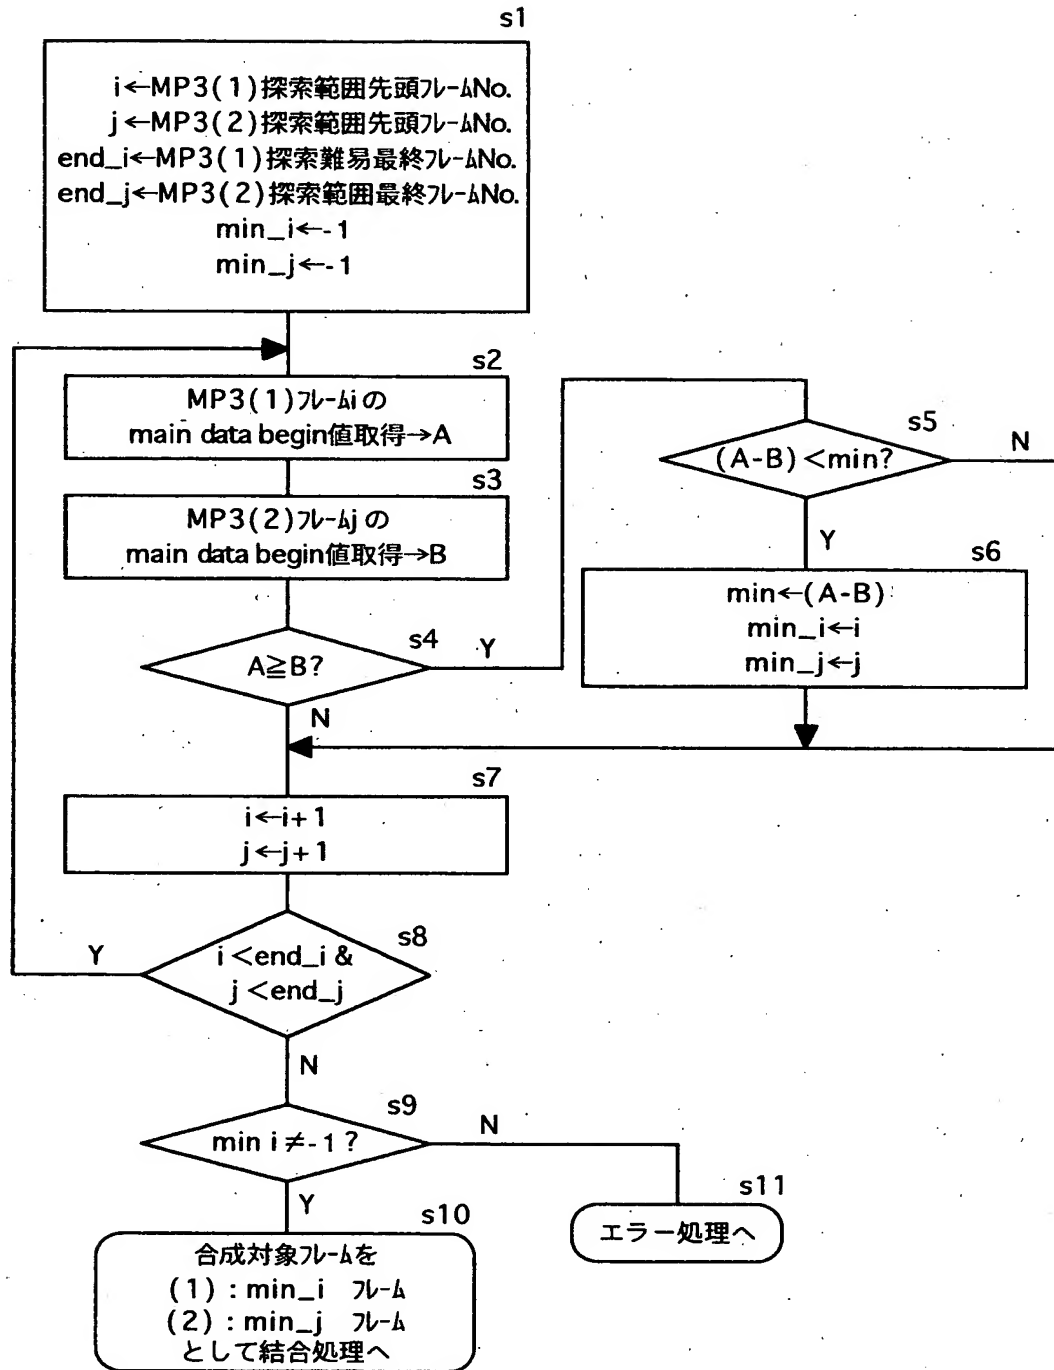 s1
i←MP3(1)探索範囲先頭ﾌﾚｰﾑNo.
j←MP3(2)探索範囲先頭ﾌﾚｰﾑNo.
end_i←MP3(1)探索難易最終ﾌﾚｰﾑNo.
end_j←MP3(2)探索範囲最終ﾌﾚｰﾑNo.
min_i←-1
min_j←-1
s2
MP3(1)ﾌﾚｰﾑiの
main data begin値取得→A
s3
MP3(2)ﾌﾚｰﾑjの
main data begin値取得→B
s4
A≧B?
Y
N
s5
(A-B)<min?
N
Y
s6
min←(A-B)
min_i←i
min_j←j
s7
i←i+1
j←j+1
s8
i<end_i &
j<end_j
Y
N
s9
min i≠-1?
N
Y
s10
合成対象ﾌﾚｰﾑを
(1):min_i ﾌﾚｰﾑ
(2):min_j ﾌﾚｰﾑ
として結合処理へ
s11
エラー処理へ